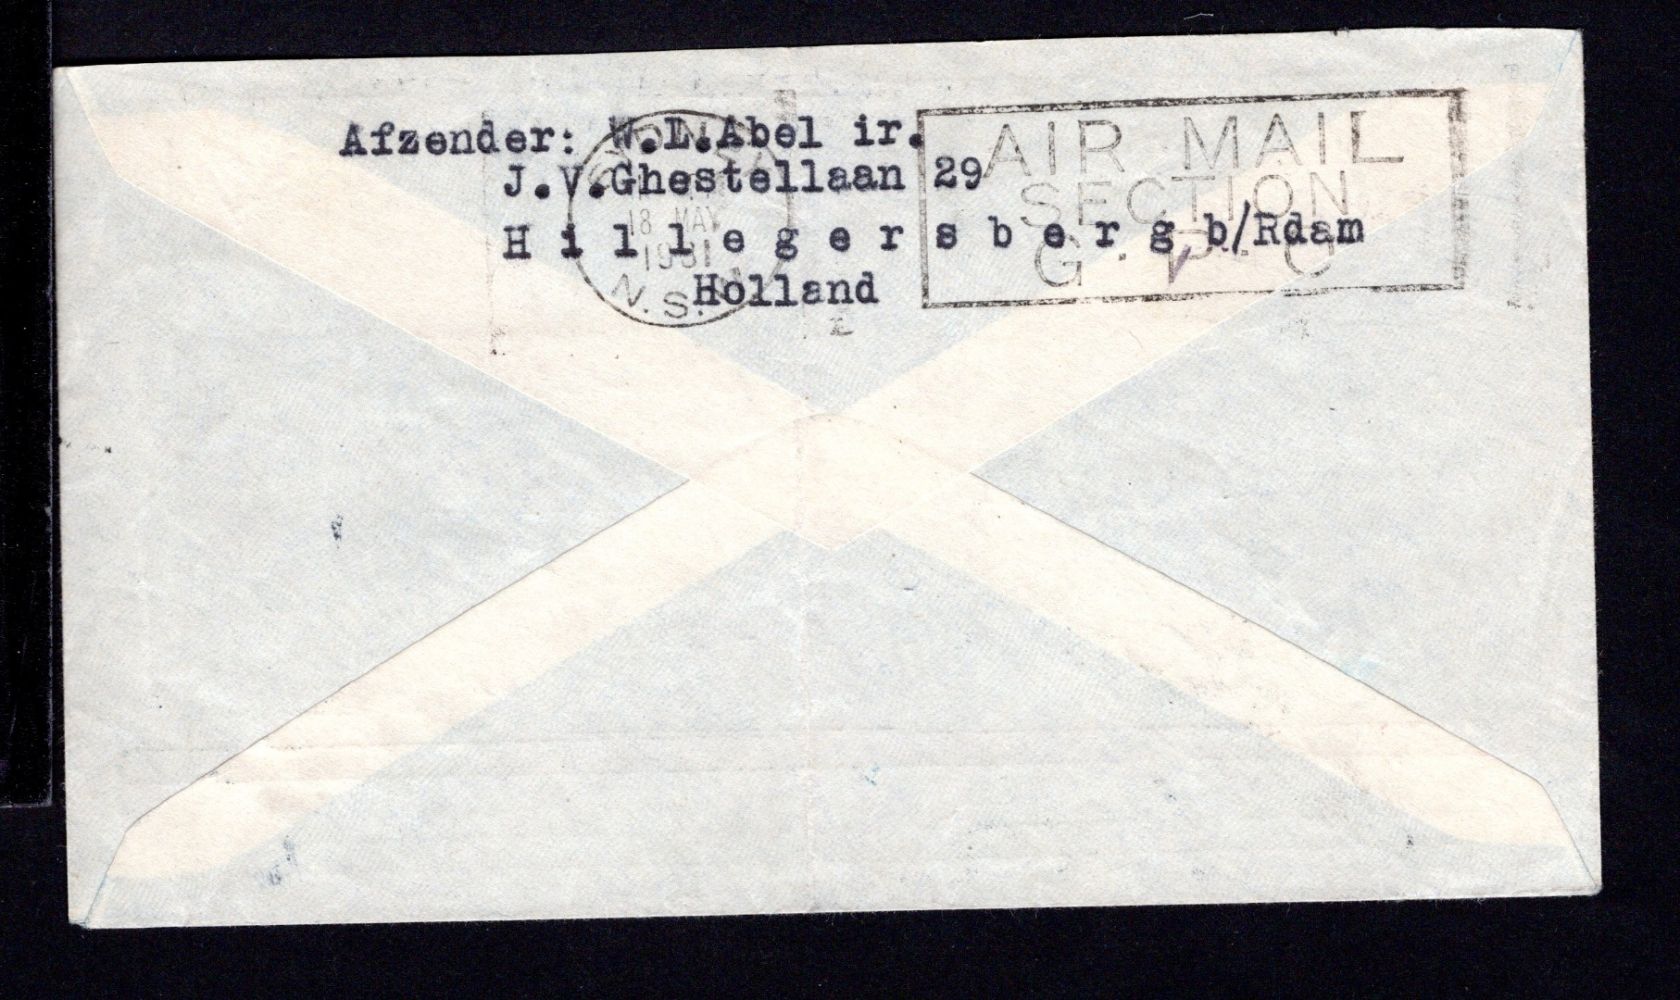 Afzender: W.L.Abel ir.
J.V.Ghestellaan 29
Hillegersberg b/Rdam
Holland
18 MAY
1931
N.S.
AIR MAIL
SECTION
G.P.O